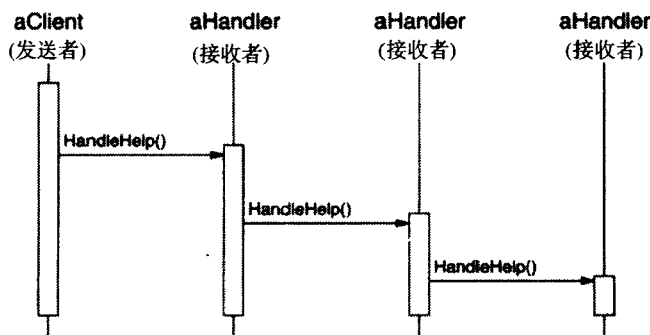 aClient
(发送者)
aHandler
(接收者)
aHandler
(接收者)
aHandler
(接收者)
HandleHelp()
HandleHelp()
HandleHelp()